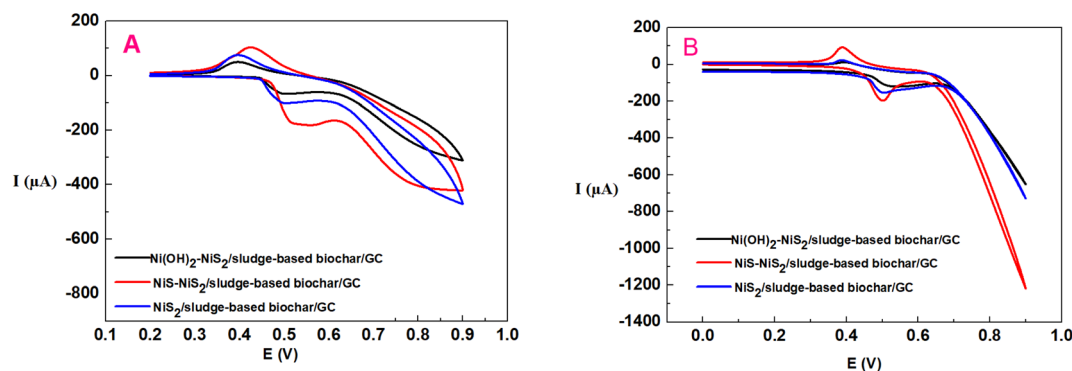 A
200
0
-200
-400
-600
-800
I (μA)
Ni(OH)2-NiS2/sludge-based biochar/GC
NiS-NiS2/sludge-based biochar/GC
NiS2/sludge-based biochar/GC
0.1 0.2 0.3 0.4 0.5 0.6 0.7 0.8 0.9 1.0
E (V)
B
200
0
-200
-400
-600
-800
-1000
-1200
-1400
I (μA)
Ni(OH)2-NiS2/sludge-based biochar/GC
NiS-NiS2/sludge-based biochar/GC
NiS2/sludge-based biochar/GC
0.0 0.2 0.4 0.6 0.8 1.0
E (V)